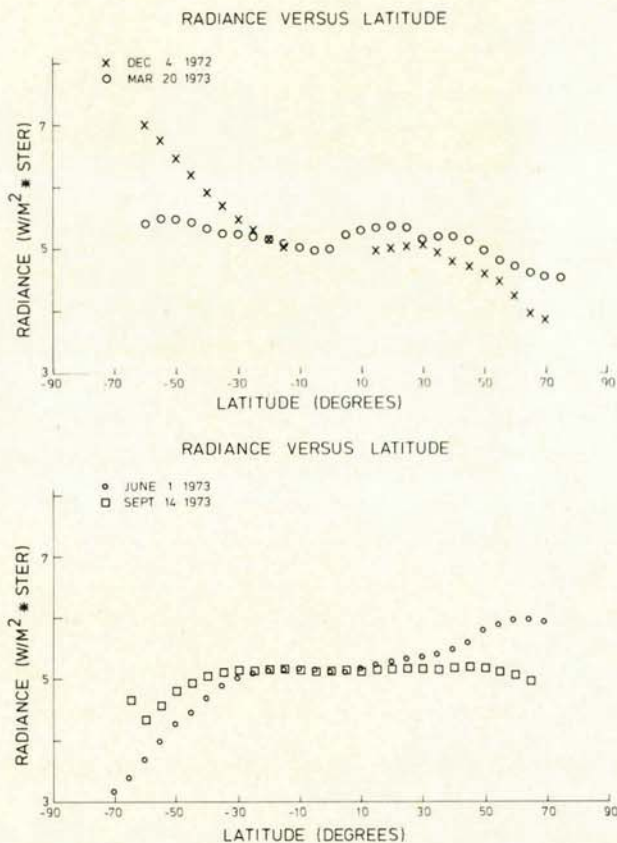 RADIANCE VERSUS LATITUDE
× DEC 4 1972
○ MAR 20 1973
7
5
3
RADIANCE (W/M² * STER)
-90 -70 -50 -30 -10 10 30 50 70 90
LATITUDE (DEGREES)
RADIANCE VERSUS LATITUDE
○ JUNE 1 1973
□ SEPT 14 1973
7
5
3
RADIANCE (W/M² * STER)
-90 -70 -50 -30 -10 10 30 50 70 90
LATITUDE (DEGREES)